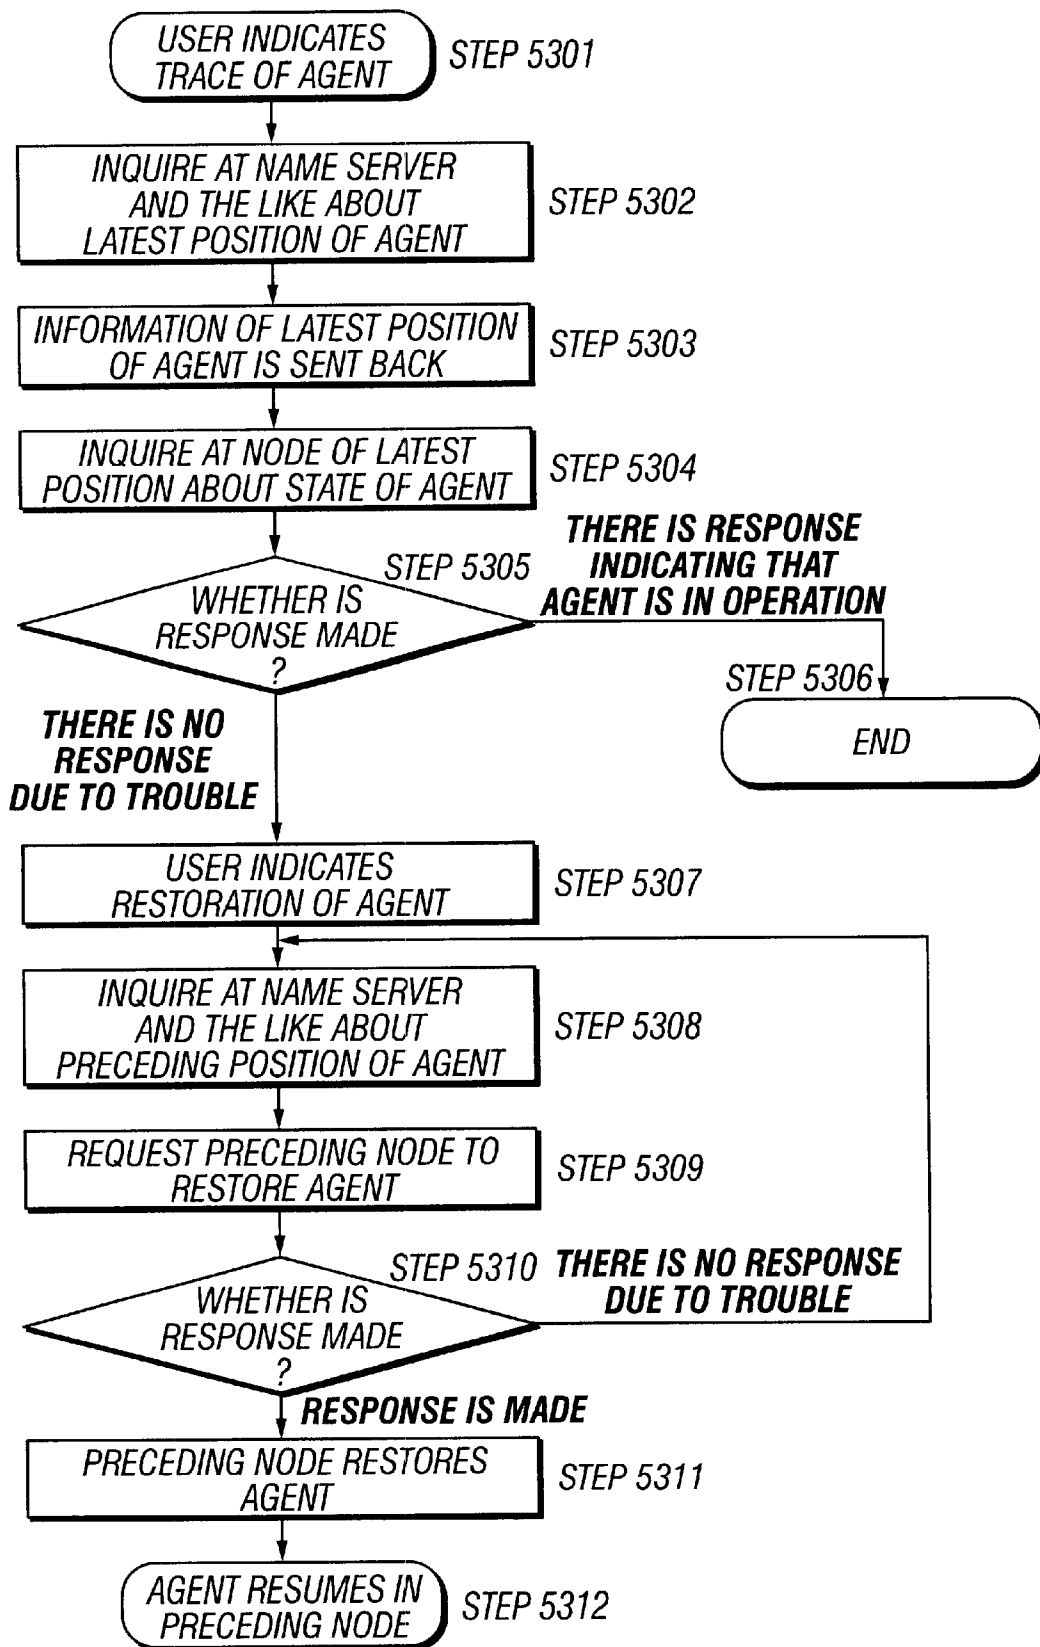 USER INDICATES
TRACE OF AGENT
STEP 5301
INQUIRE AT NAME SERVER
AND THE LIKE ABOUT
LATEST POSITION OF AGENT
STEP 5302
INFORMATION OF LATEST POSITION
OF AGENT IS SENT BACK
STEP 5303
INQUIRE AT NODE OF LATEST
POSITION ABOUT STATE OF AGENT
STEP 5304
STEP 5305
WHETHER IS
RESPONSE MADE
?
THERE IS RESPONSE
INDICATING THAT
AGENT IS IN OPERATION
STEP 5306
END
THERE IS NO
RESPONSE
DUE TO TROUBLE
USER INDICATES
RESTORATION OF AGENT
STEP 5307
INQUIRE AT NAME SERVER
AND THE LIKE ABOUT
PRECEDING POSITION OF AGENT
STEP 5308
REQUEST PRECEDING NODE TO
RESTORE AGENT
STEP 5309
STEP 5310
WHETHER IS
RESPONSE MADE
?
THERE IS NO RESPONSE
DUE TO TROUBLE
RESPONSE IS MADE
PRECEDING NODE RESTORES
AGENT
STEP 5311
AGENT RESUMES IN
PRECEDING NODE
STEP 5312